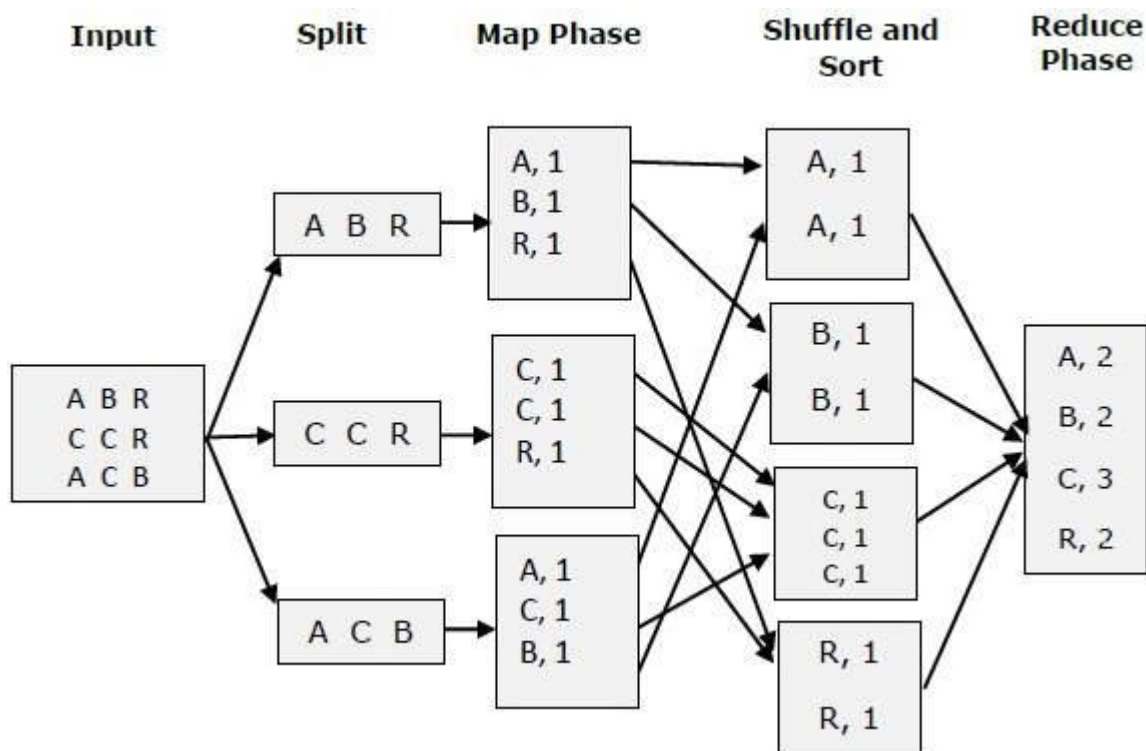 Input
Split
Map Phase
Shuffle and
Sort
Reduce
Phase
A B R
C C R
A C B
A B R
C C R
A C B
A, 1
B, 1
R, 1
C, 1
C, 1
R, 1
A, 1
C, 1
B, 1
A, 1
A, 1
B, 1
B, 1
C, 1
C, 1
C, 1
R, 1
R, 1
A, 2
B, 2
C, 3
R, 2